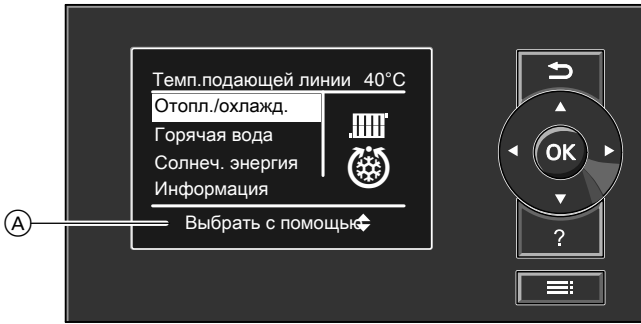 Темп.подающей линии 40°C
Отопл./охлажд.
Горячая вода
Солнеч. энергия
Информация
Выбрать с помощью
A
OK
?